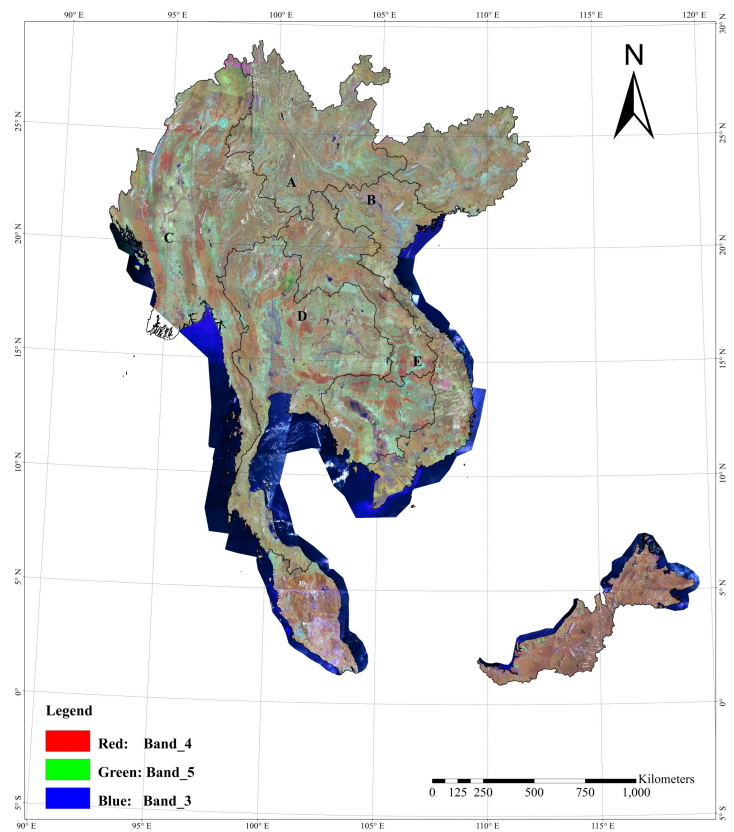 90° E 95° E 100° E 105° E 110° E 115° E 120° E
30° N
N
25° N
25° N
A
B
C
20° N
20° N
D
15° N
E
15° N
10° N
10° N
5° N
5° N
0°
0°
Legend
Red: Band_4
Green: Band_5
Blue: Band_3
Kilometers
0 125 250 500 750 1,000
5° S
5° S
90° E 95° E 100° E 105° E 110° E 115° E